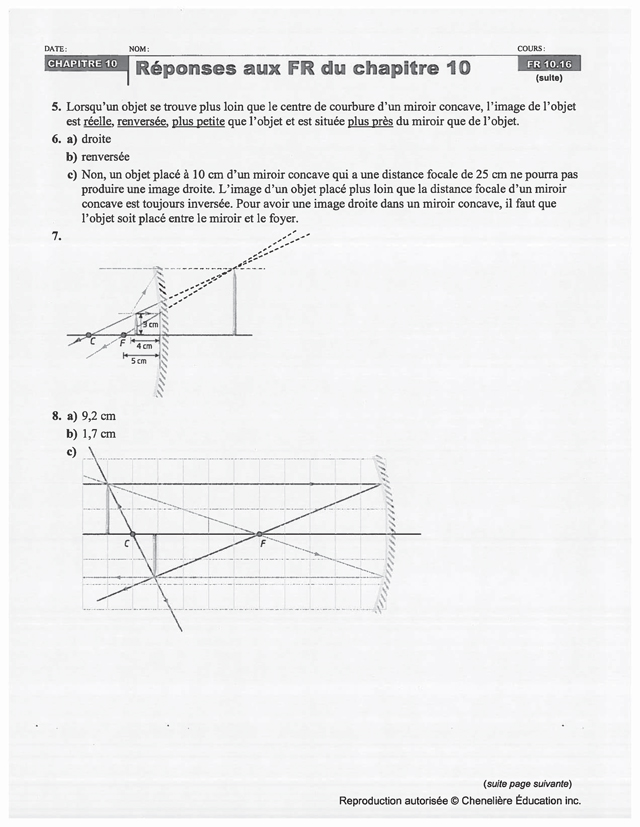 DATE: NOM: COURS:
CHAPITRE 10 Réponses aux FR du chapitre 10 FR 10.16
(suite)
5. Lorsqu'un objet se trouve plus loin que le centre de courbure d'un miroir concave, l'image de l'objet
est réelle, renversée, plus petite que l'objet et est située plus près du miroir que de l'objet.
6. a) droite
b) renversée
c) Non, un objet placé à 10 cm d'un miroir concave qui a une distance focale de 25 cm ne pourra pas
produire une image droite. L'image d'un objet placé plus loin que la distance focale d'un miroir
concave est toujours inversée. Pour avoir une image droite dans un miroir concave, il faut que
l'objet soit placé entre le miroir et le foyer.
7.
3 cm
C F 4 cm
5 cm
8. a) 9,2 cm
b) 1,7 cm
c)
C F
(suite page suivante)
Reproduction autorisée © Chenelière Éducation inc.